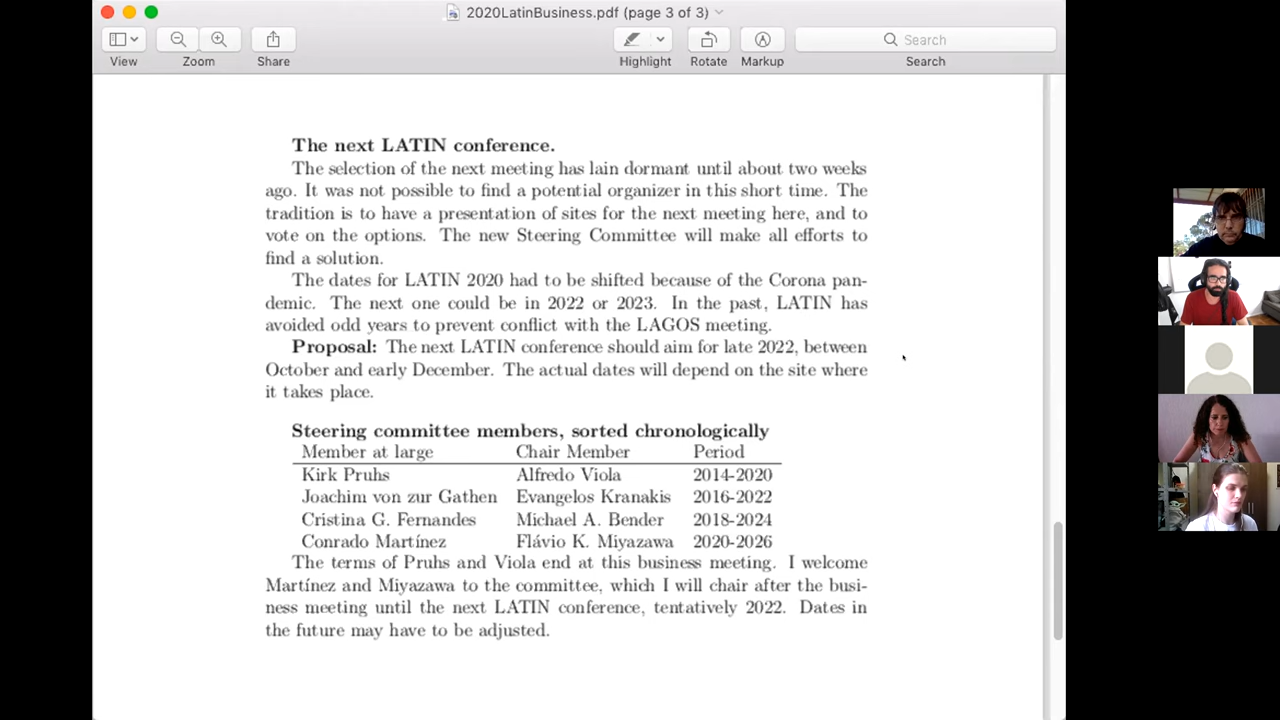 2020LatinBusiness.pdf (page 3 of 3)
View
Zoom
Share
Highlight
Rotate
Markup
Search
Search
The next LATIN conference.
The selection of the next meeting has lain dormant until about two weeks
ago. It was not possible to find a potential organizer in this short time. The
tradition is to have a presentation of sites for the next meeting here, and to
vote on the options. The new Steering Committee will make all efforts to
find a solution.
The dates for LATIN 2020 had to be shifted because of the Corona pan-
demic. The next one could be in 2022 or 2023. In the past, LATIN has
avoided odd years to prevent conflict with the LAGOS meeting.
Proposal: The next LATIN conference should aim for late 2022, between
October and early December. The actual dates will depend on the site where
it takes place.
Steering committee members, sorted chronologically
Member at large Chair Member Period
Kirk Pruhs Alfredo Viola 2014-2020
Joachim von zur Gathen Evangelos Kranakis 2016-2022
Cristina G. Fernandes Michael A. Bender 2018-2024
Conrado Martínez Flávio K. Miyazawa 2020-2026
The terms of Pruhs and Viola end at this business meeting. I welcome
Martínez and Miyazawa to the committee, which I will chair after the busi-
ness meeting until the next LATIN conference, tentatively 2022. Dates in
the future may have to be adjusted.